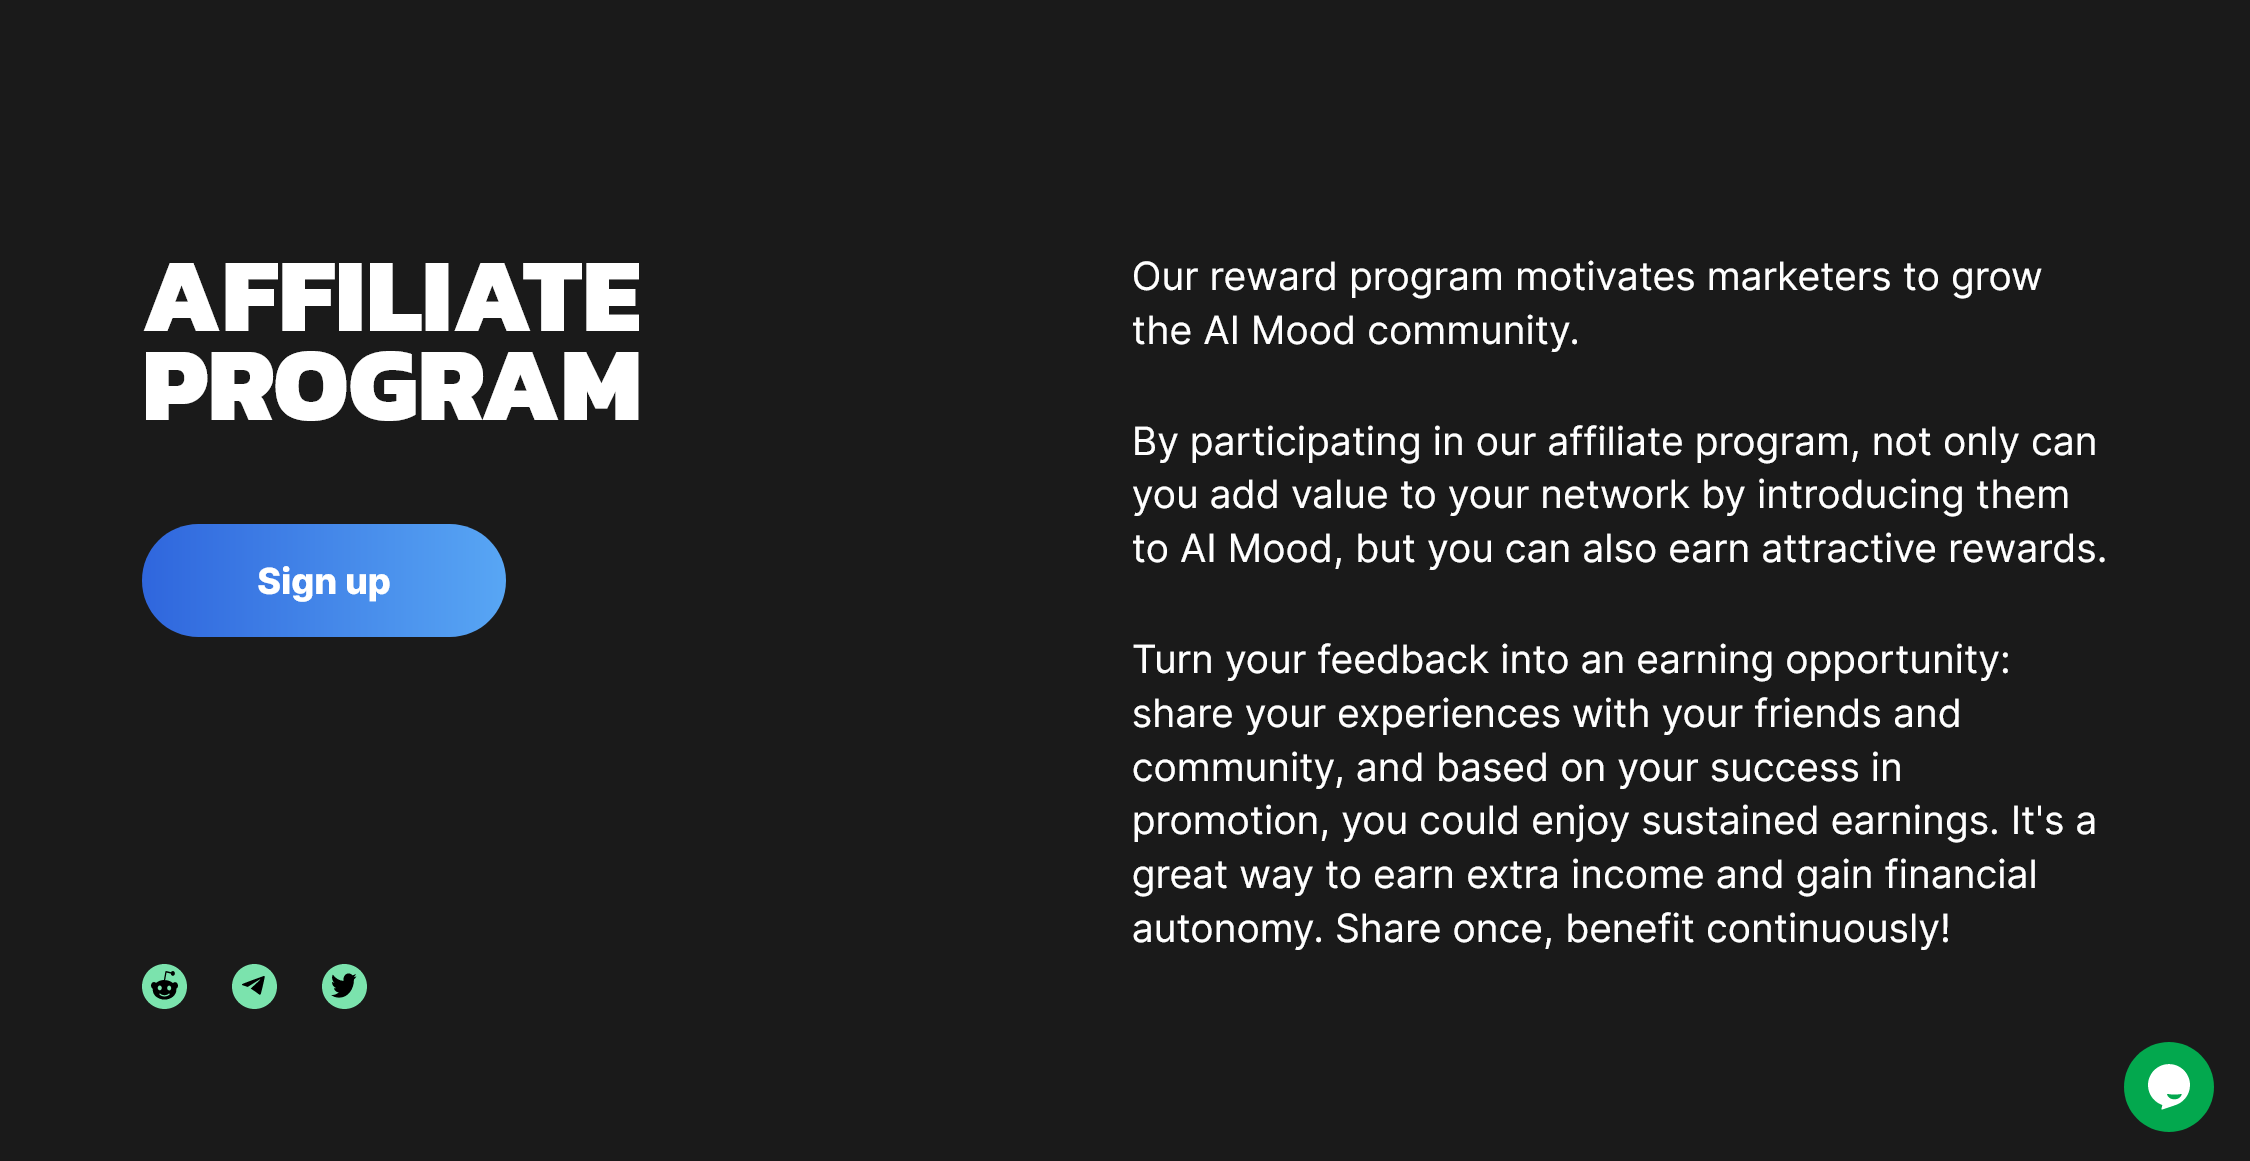 AFFILIATE
PROGRAM
Sign up
Our reward program motivates marketers to grow
the AI Mood community.
By participating in our affiliate program, not only can
you add value to your network by introducing them
to AI Mood, but you can also earn attractive rewards.
Turn your feedback into an earning opportunity:
share your experiences with your friends and
community, and based on your success in
promotion, you could enjoy sustained earnings. It's a
great way to earn extra income and gain financial
autonomy. Share once, benefit continuously!